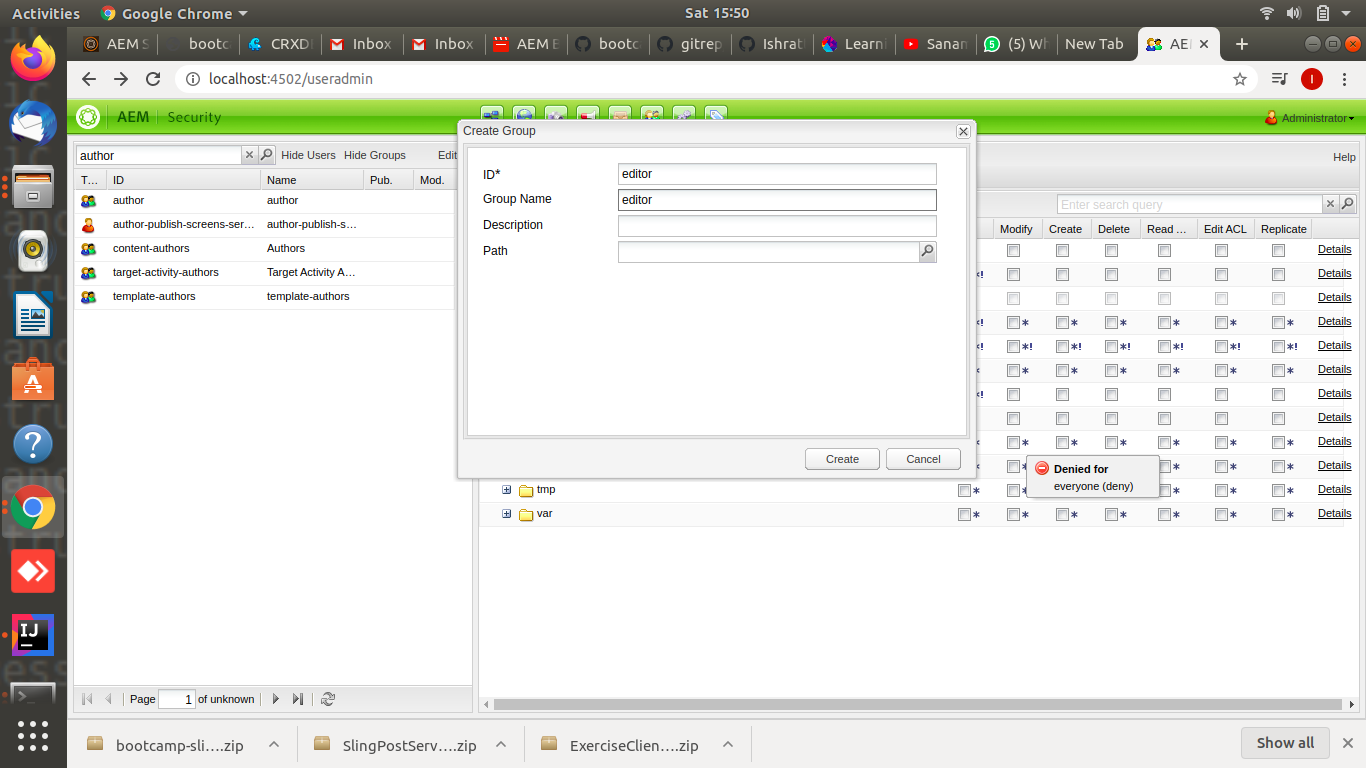 Activities
Google Chrome
Sat 15:50
AEM S
bootc
CRXD
Inbox
Inbox
AEM E
bootc
gitrep
Ishrat
Learni
Sanan
(5) Wh
New Tab
AEM
localhost:4502/useradmin
I
AEM
Security
Administrator
author
Hide Users
Hide Groups
Edit
T...
ID
Name
Pub.
Mod.
author
author
author-publish-screens-ser...
author-publish-s...
content-authors
Authors
target-activity-authors
Target Activity A...
template-authors
template-authors
Page
1
of unknown
Create Group
ID*
editor
Group Name
editor
Description
Path
Create
Cancel
Help
Enter search query
Modify
Create
Delete
Read ...
Edit ACL
Replicate
Details
Details
Details
* * * * * * Details
*! *! *! *! *! *! Details
* * * * * * Details
Details
Details
* * * * * * Details
Details
Denied for
everyone (deny)
tmp
Details
var
* * * * * * * Details
bootcamp-sli....zip
SlingPostServ....zip
ExerciseClien....zip
Show all